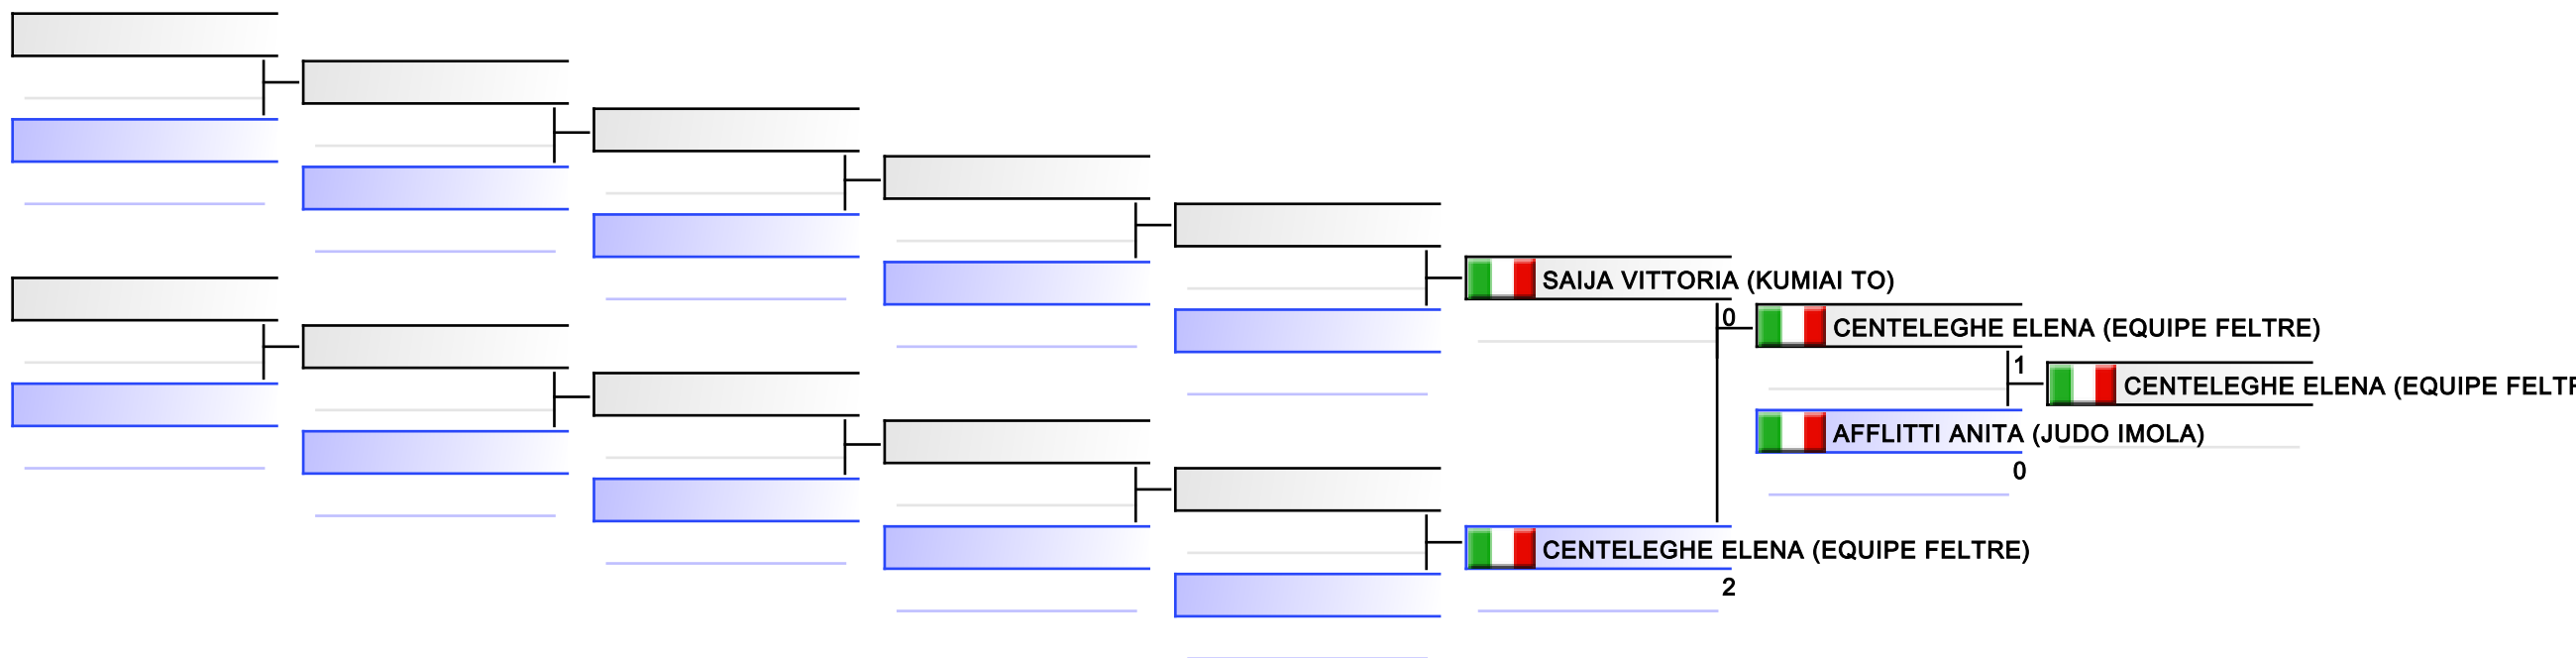 SAIJA VITTORIA (KUMIAI TO)
0
CENTELEGHE ELENA (EQUIPE FELTRE)
1
CENTELEGHE ELENA (EQUIPE FELTR
AFFLITTI ANITA (JUDO IMOLA)
0
CENTELEGHE ELENA (EQUIPE FELTRE)
2